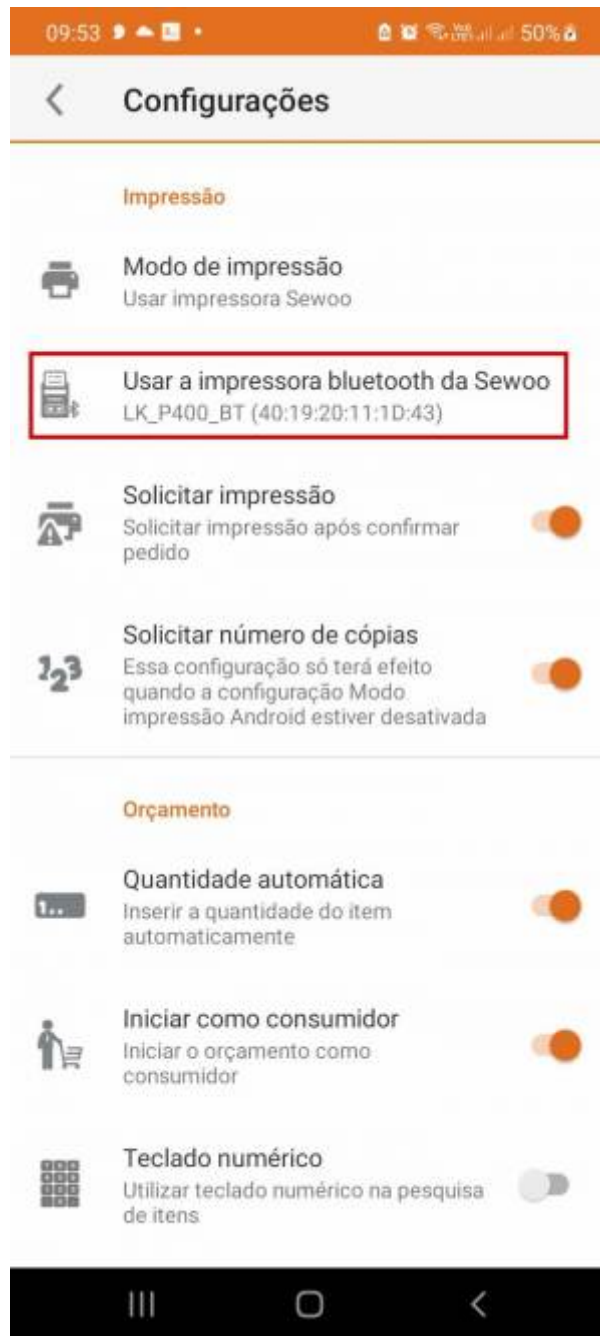 09:53 50%
Configurações
Impressão
Modo de impressão
Usar impressora Sewoo
Usar a impressora bluetooth da Sewoo
LK_P400_BT (40:19:20:11:1D:43)
Solicitar impressão
Solicitar impressão após confirmar
pedido
123
Solicitar número de cópias
Essa configuração só terá efeito
quando a configuração Modo
impressão Android estiver desativada
Orçamento
1..
Quantidade automática
Inserir a quantidade do item
automaticamente
Iniciar como consumidor
Iniciar o orçamento como
consumidor
Teclado numérico
Utilizar teclado numérico na pesquisa
de itens